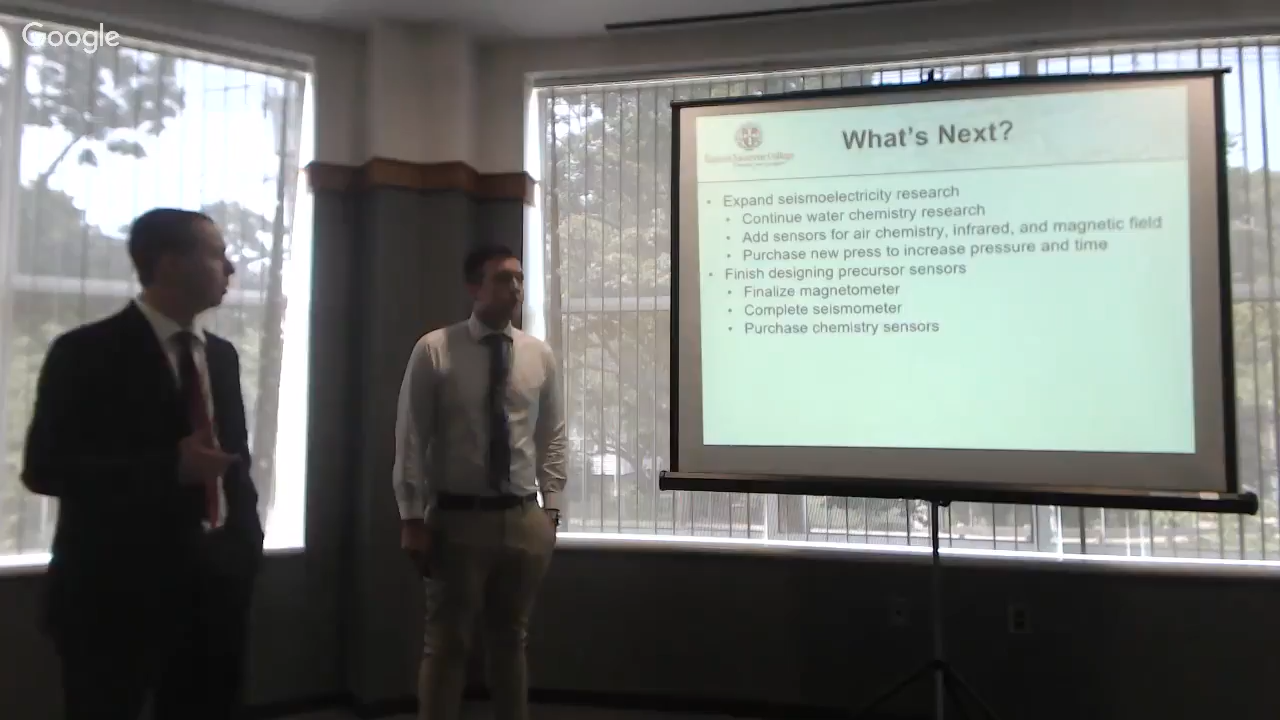 Google
What's Next?
• Expand seismoelectricity research
• Continue water chemistry research
• Add sensors for air chemistry, infrared, and magnetic field
• Purchase new press to increase pressure and time
• Finish designing precursor sensors
• Finalize magnetometer
• Complete seismometer
• Purchase chemistry sensors